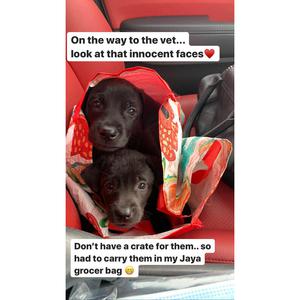 On the way to the vet...
look at that innocent faces♥️
Don't have a crate for them.. so
had to carry them in my Jaya
grocer bag 😅